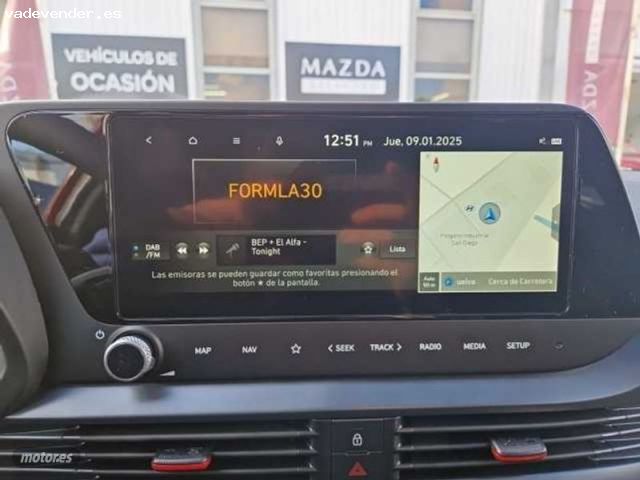 vadevender.es
VEHÍCULOS DE
OCASIÓN
MAZDA
MAZDA
12:51 PM Jue, 09.01.2025
FORMLA30
DAB
/FM
BEP + El Alfa -
Tonight
Lista
Las emisoras se pueden guardar como favoritas presionando el
botón ★ de la pantalla.
Polígono Industrial
San Diego
Auto
Cerca de Carretera
MAP NAV SEEK TRACK RADIO MEDIA SETUP
motor.es